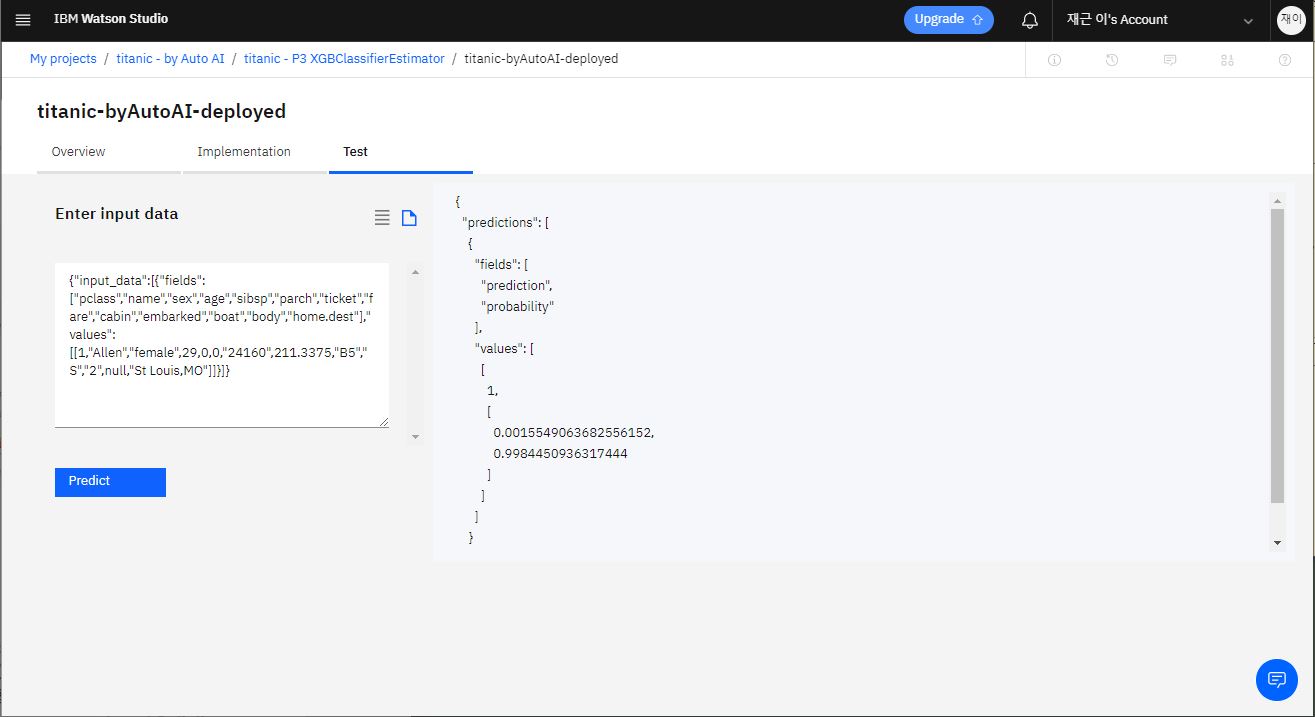 IBM Watson Studio
Upgrade
재근 이's Account
재이
My projects / titanic - by Auto AI / titanic - P3 XGBClassifierEstimator / titanic-byAutoAI-deployed
titanic-byAutoAI-deployed
Overview
Implementation
Test
Enter input data
{"input_data":[{"fields":
["pclass","name","sex","age","sibsp","parch","ticket","f
are","cabin","embarked","boat","body","home.dest"],"
values":
[[1,"Allen","female",29,0,0,"24160",211.3375,"B5","
S","2",null,"St Louis,MO"]]}]}
Predict
{
"predictions": [
{
"fields": [
"prediction",
"probability"
],
"values": [
[
1,
[
0.0015549063682556152,
0.9984450936317444
]
]
]
}